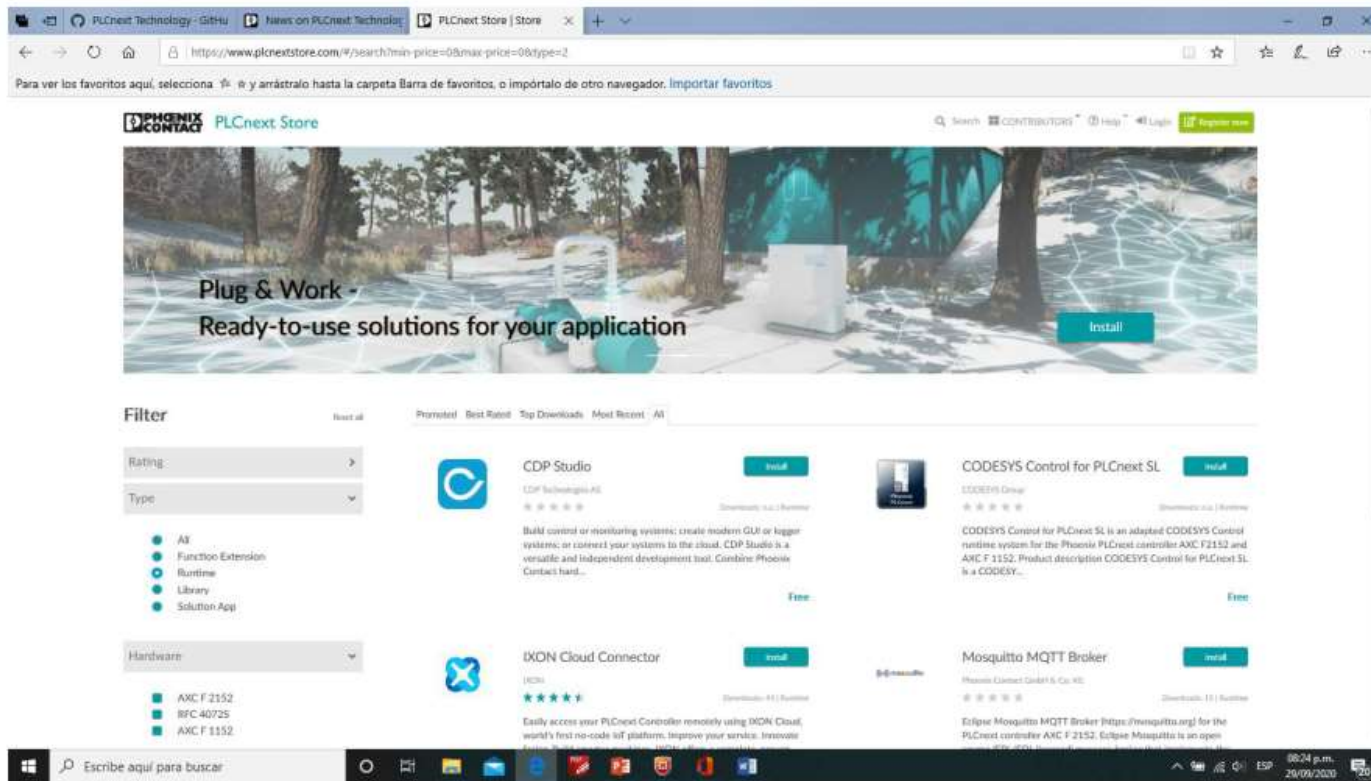 PLCnext Technology · GitHu
News on PLCnext Technolog
PLCnext Store | Store
https://www.plcnextstore.com/#/search?min-price=0&max-price=0&type=2
Para ver los favoritos aquí, selecciona y arrástralo hasta la carpeta Barra de favoritos, o impórtalo de otro navegador. Importar favoritos
PHOENIX CONTACT PLCnext Store
Search CONTRIBUTORS Help Login Register now
Plug & Work -
Ready-to-use solutions for your application
Install
Filter
Reset all
Promoted Best Rated Top Downloads Most Recent All
Rating
Type
All
Function Extension
Runtime
Library
Solution App
Hardware
AXC F 2152
RFC 4072S
AXC F 1152
CDP Studio
Install
CDP Technologies AS
Downloads: n.a. | Runtime
Build control or monitoring systems; create modern GUI or logger
systems; or connect your systems to the cloud. CDP Studio is a
versatile and independent development tool. Combine Phoenix
Contact hard...
Free
CODESYS Control for PLCnext SL
Install
CODESYS Group
Downloads: n.a. | Runtime
CODESYS Control for PLCnext SL is an adapted CODESYS Control
runtime system for the Phoenix PLCnext controller AXC F2152 and
AXC F 1152. Product description CODESYS Control for PLCnext SL
is a CODESY...
Free
IXON Cloud Connector
Install
IXON
Runtime
Easily access your PLCnext Controller remotely using IXON Cloud,
world's first no-code IoT platform. Improve your service. Innovate
Mosquitto MQTT Broker
Install
Phoenix Contact GmbH & Co. KG
Runtime
Eclipse Mosquitto MQTT Broker (https://mosquitto.org) for the
PLCnext controller AXC F 2152. Eclipse Mosquitto is an open
Escribe aquí para buscar
ESP
08:24 p.m.
29/09/2020